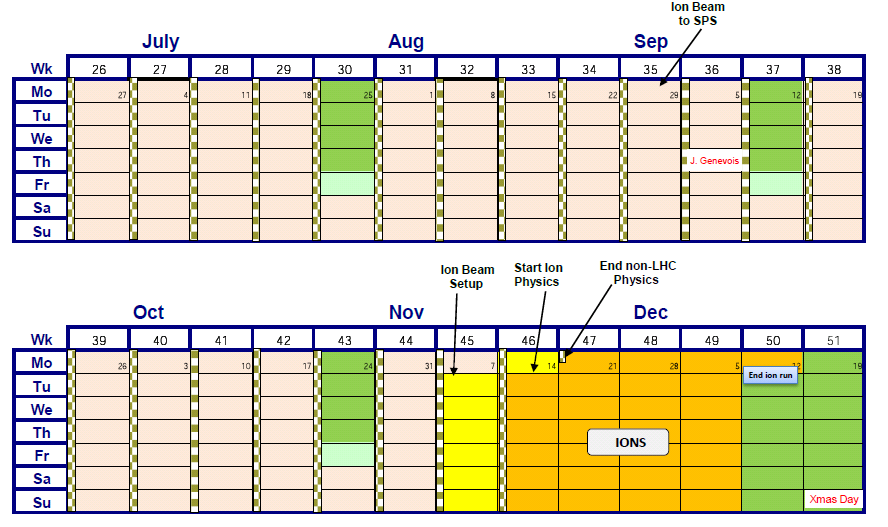 Ion Beam
to SPS
July Aug Sep
Wk 26 27 28 29 30 31 32 33 34 35 36 37 38
Mo 27 4 11 18 25 1 8 15 22 29 5 12 19
Tu
We
Th J. Genevois
Fr
Sa
Su
Ion Beam
Setup
Start Ion
Physics
End non-LHC
Physics
Oct Nov Dec
Wk 39 40 41 42 43 44 45 46 47 48 49 50 51
Mo 26 3 10 17 24 31 7 14 21 28 5 12 19
End ion run
Tu
We
Th IONS
Fr
Sa
Su Xmas Day